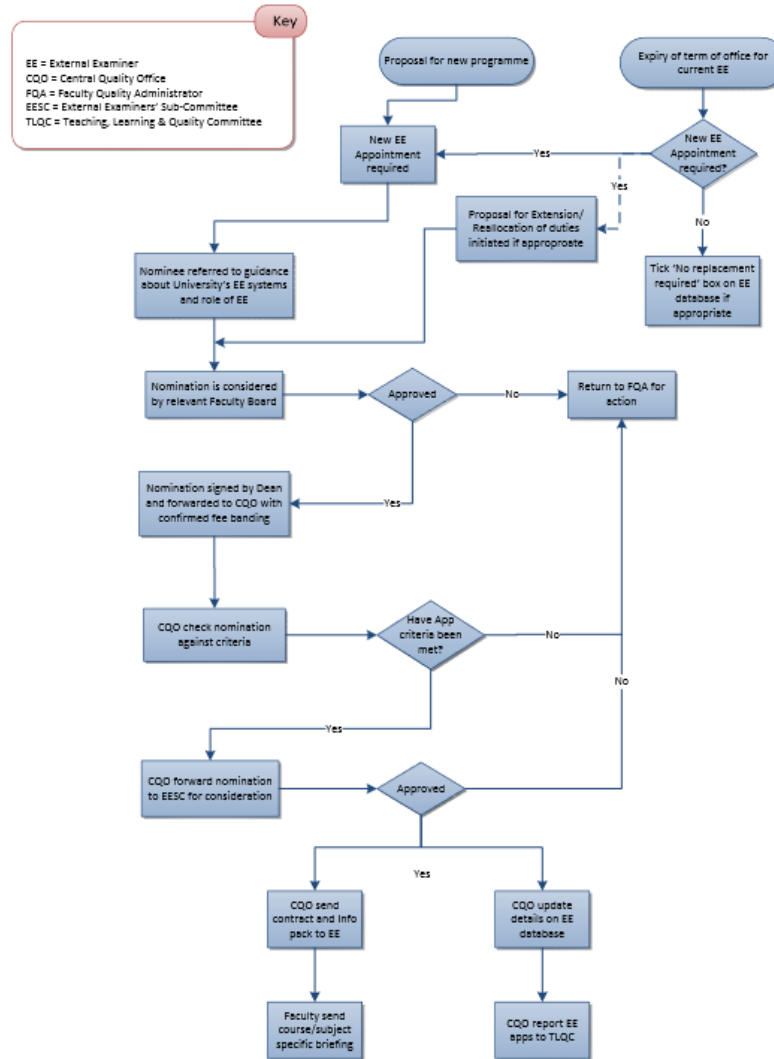 Key
EE = External Examiner
CQO = Central Quality Office
FQA = Faculty Quality Administrator
EESC = External Examiners' Sub-Committee
TLQC = Teaching, Learning & Quality Committee
Proposal for new programme
Expiry of term of office for
current EE
New EE
Appointment
required
Yes
New EE
Appointment
required?
Yes
No
Proposal for Extension/
Reallocation of duties
initiated if approproate
Tick 'No replacement
required' box on EE
database if
appropriate
Nominee referred to guidance
about University's EE systems
and role of EE
Nomination is considered
by relevant Faculty Board
Approved
No
Return to FQA for
action
Yes
Nomination signed by Dean
and forwarded to CQO with
confirmed fee banding
CQO check nomination
against criteria
Have App
criteria been
met?
No
No
Yes
CQO forward nomination
to EESC for consideration
Approved
Yes
CQO send
contract and Info
pack to EE
CQO update
details on EE
database
Faculty send
course/subject
specific briefing
CQO report EE
apps to TLQC